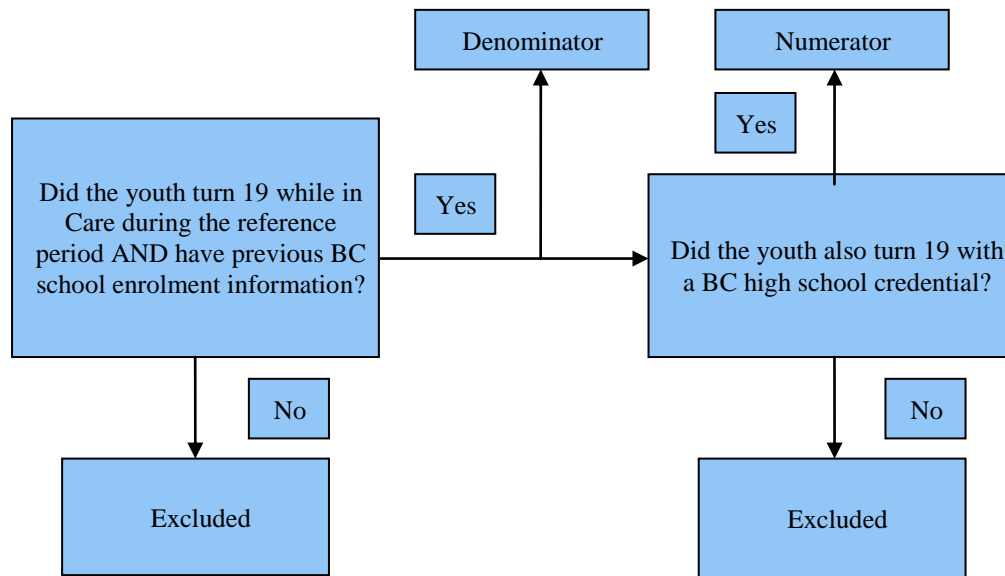 Denominator
Numerator
Yes
Did the youth turn 19 while in
Care during the reference
period AND have previous BC
school enrolment information?
Yes
Did the youth also turn 19 with
a BC high school credential?
No
No
Excluded
Excluded